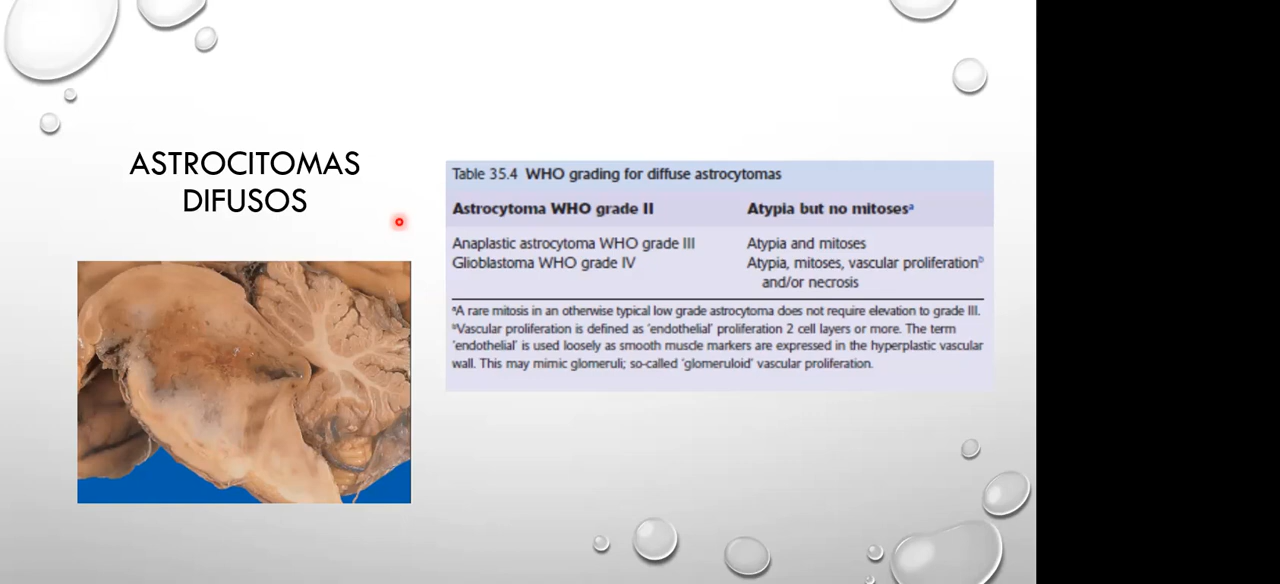 ASTROCITOMAS
DIFUSOS
Table 35.4 WHO grading for diffuse astrocytomas
Astrocytoma WHO grade II Atypia but no mitosesᵃ
Anaplastic astrocytoma WHO grade III Atypia and mitoses
Glioblastoma WHO grade IV Atypia, mitoses, vascular proliferationᵇ
and/or necrosis
ᵃA rare mitosis in an otherwise typical low grade astrocytoma does not require elevation to grade III.
ᵇVascular proliferation is defined as 'endothelial' proliferation 2 cell layers or more. The term
'endothelial' is used loosely as smooth muscle markers are expressed in the hyperplastic vascular
wall. This may mimic glomeruli; so-called 'glomeruloid' vascular proliferation.